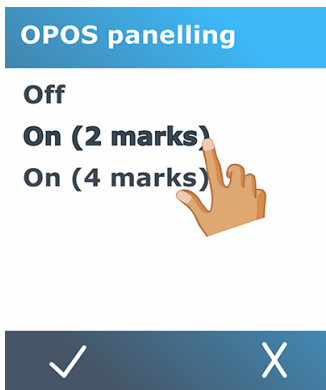 OPOS panelling
Off
On (2 marks)
On (4 marks)